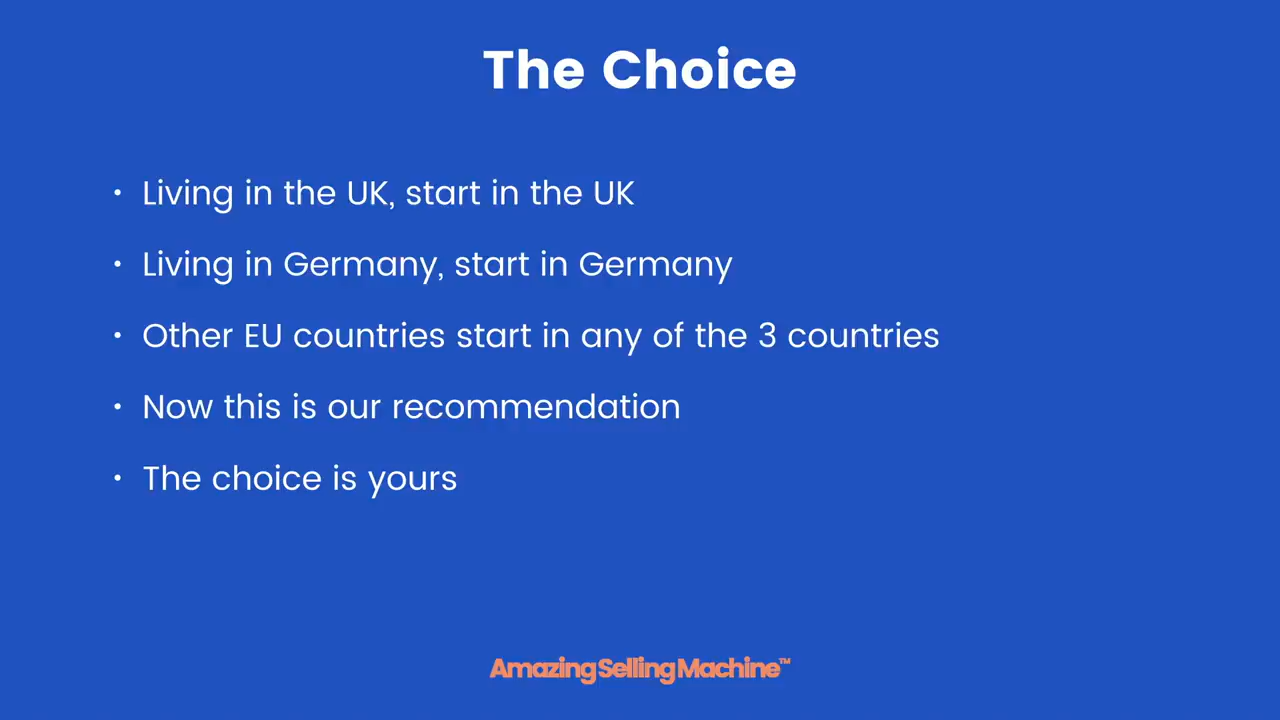 The Choice
• Living in the UK, start in the UK
• Living in Germany, start in Germany
• Other EU countries start in any of the 3 countries
• Now this is our recommendation
• The choice is yours
AmazingSellingMachine™